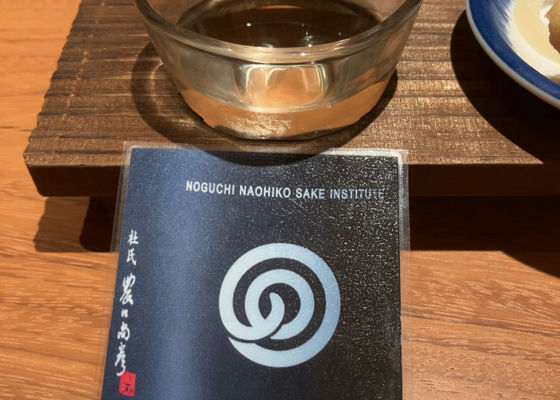 NOGUCHI NAOHIKO SAKE INSTITUTE
杜氏
農口尚彦